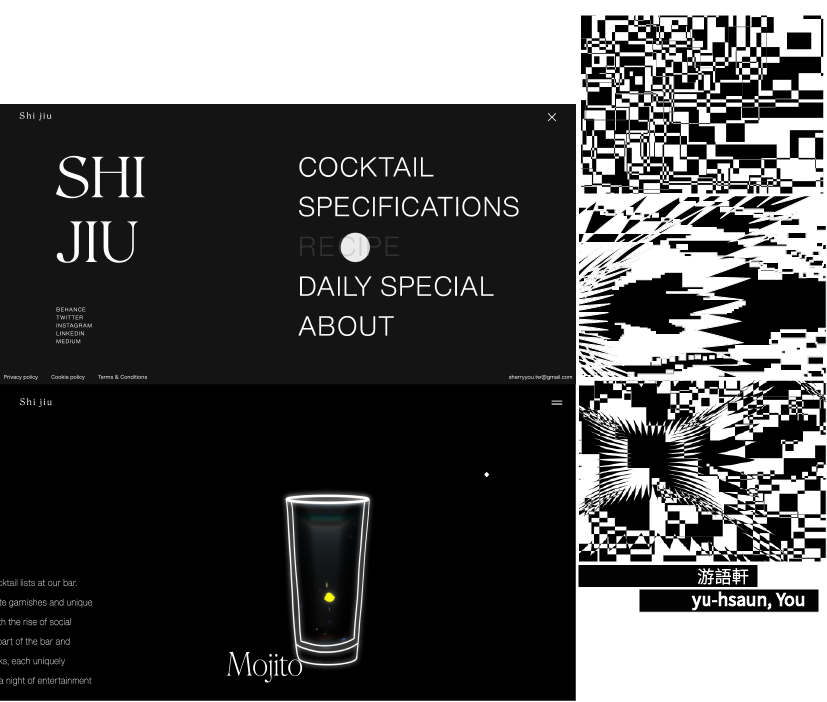 Shi jiu
SHI
JIU
COCKTAIL
SPECIFICATIONS
RECIPE
DAILY SPECIAL
ABOUT
BEHANCE
TWITTER
INSTAGRAM
LINKEDIN
MEDIUM
Privacy policy Cookie policy Terms & Conditions
sherryyou.tw@gmail.com
Shi jiu
cktail lists at our bar.
te garnishes and unique
th the rise of social
part of the bar and
ks, each uniquely
a night of entertainment
Mojito
游語軒
yu-hsaun, You